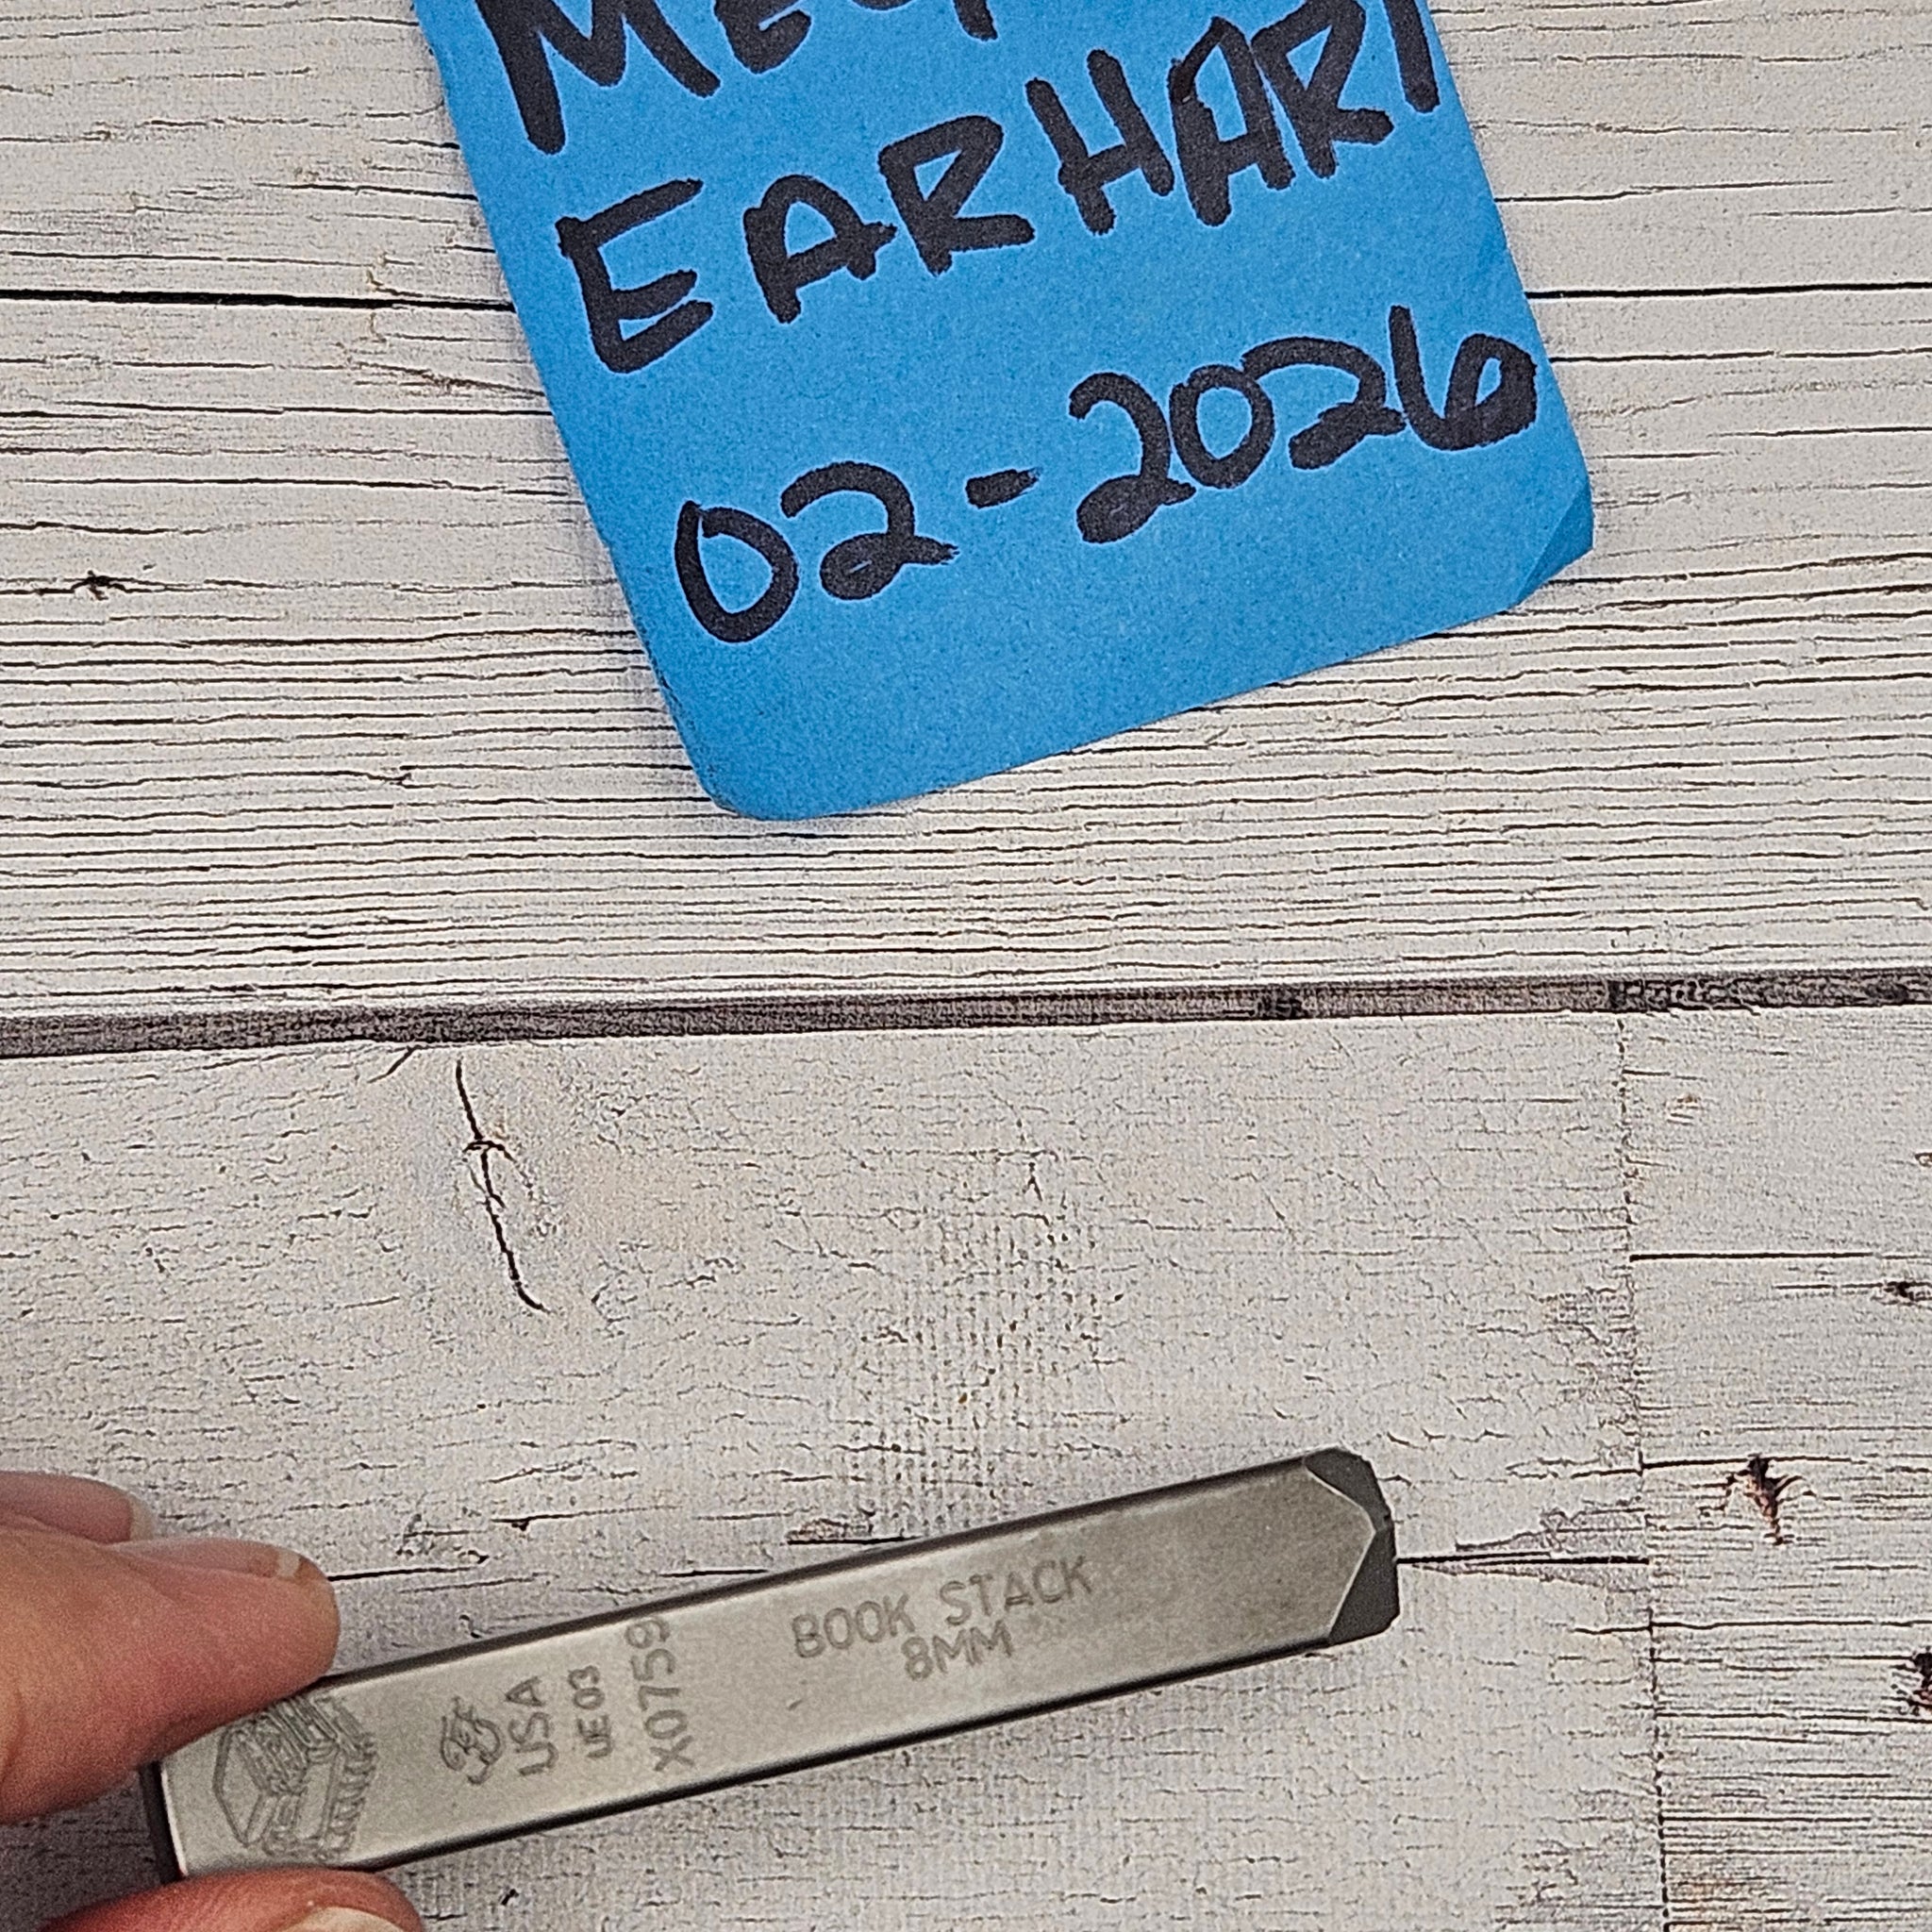 EARHART
02-2026
BOOK STACK
8MM
USA
UE03
X0759